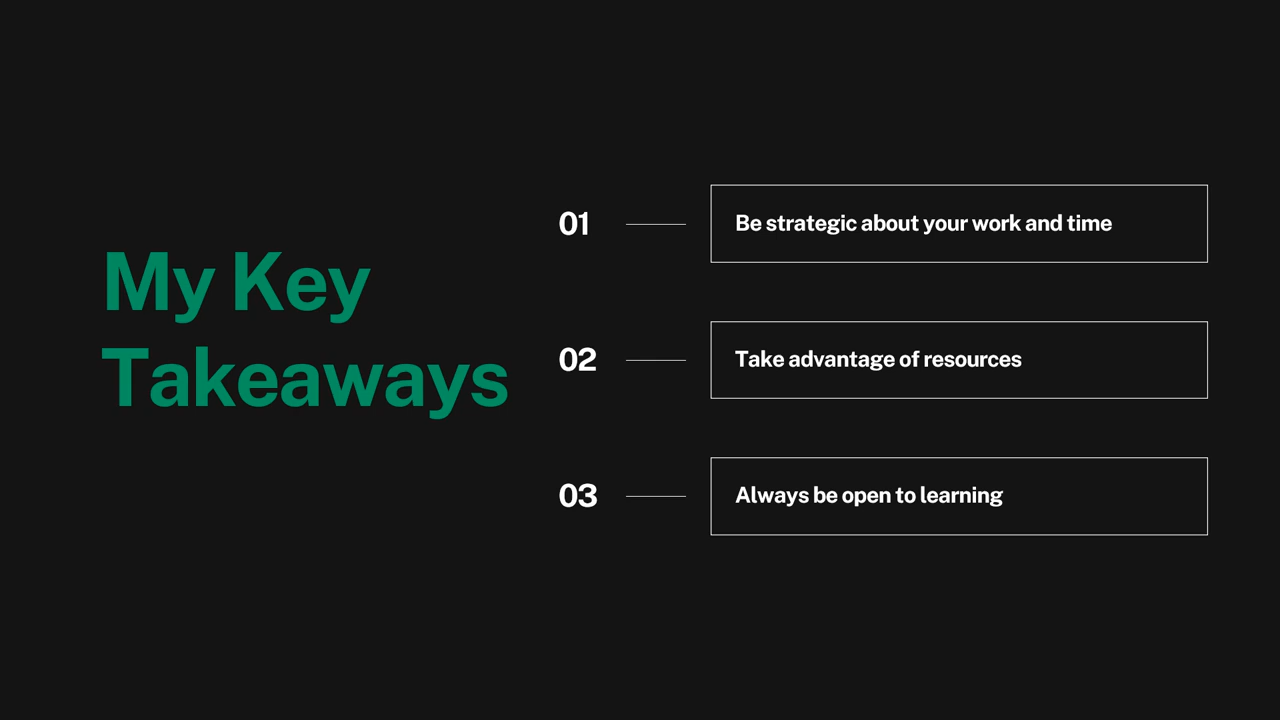 My Key
Takeaways
01
Be strategic about your work and time
02
Take advantage of resources
03
Always be open to learning